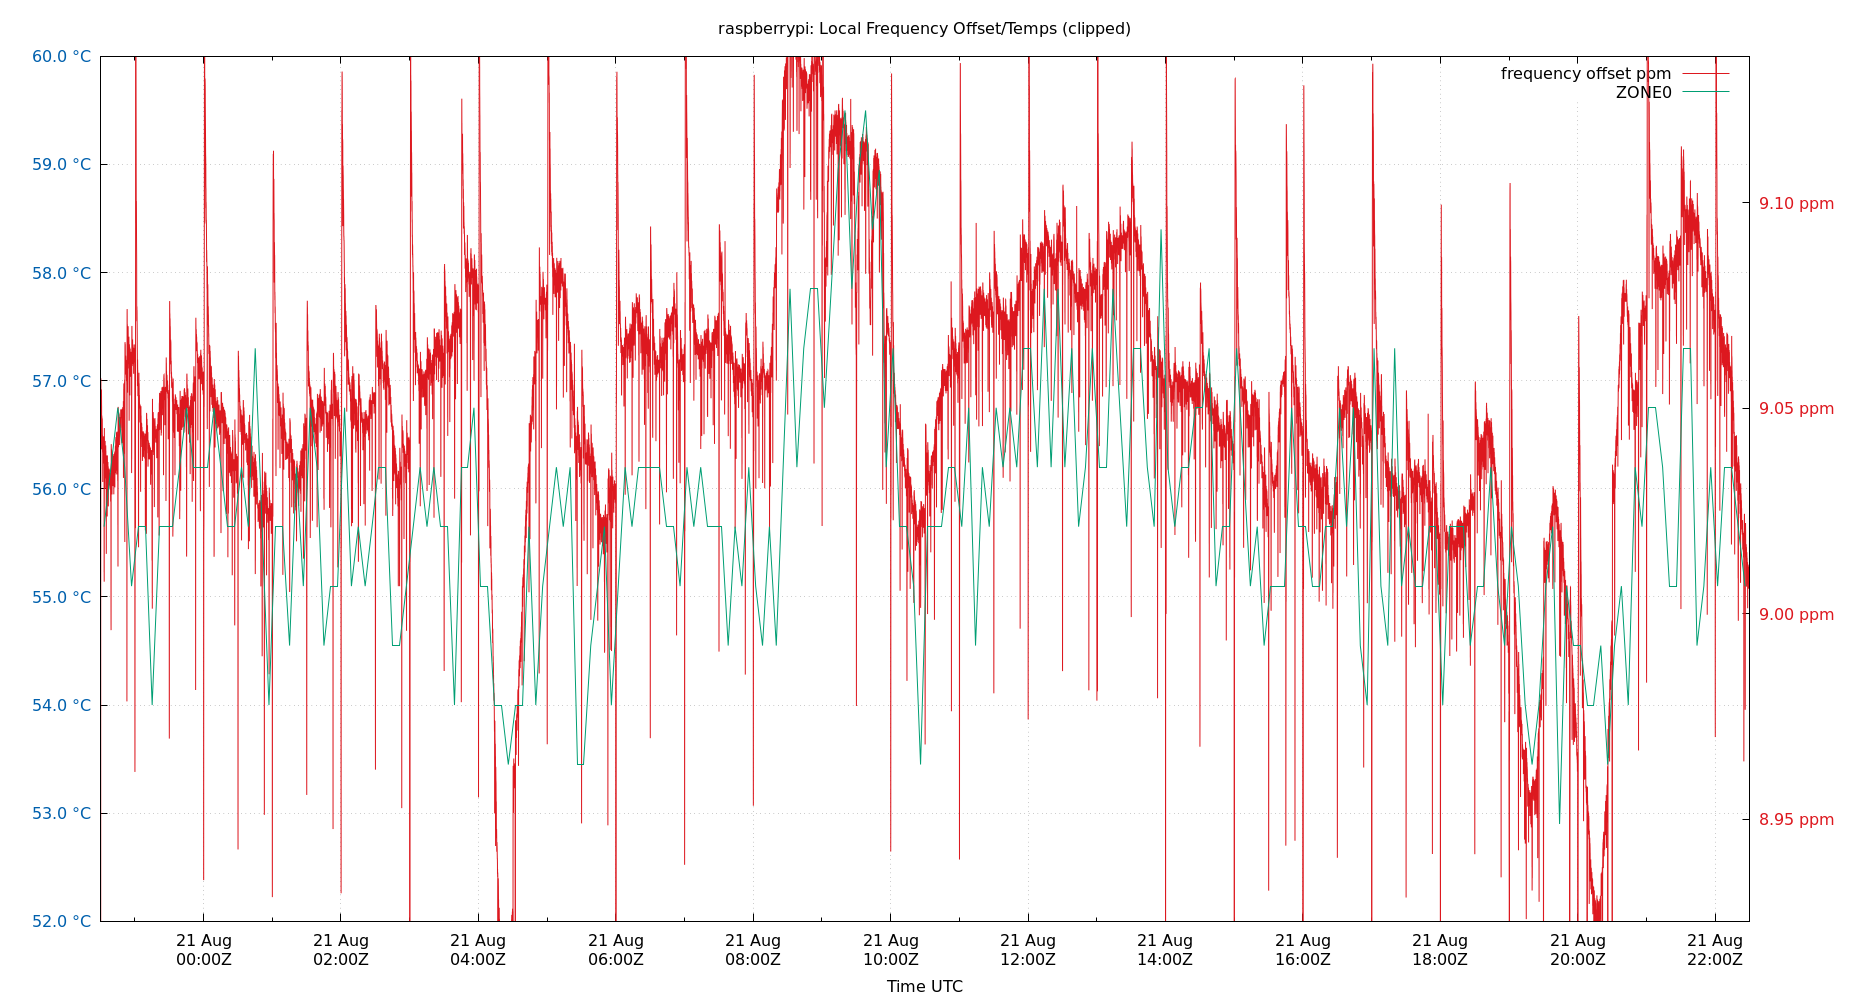 raspberrypi: Local Frequency Offset/Temps (clipped)
60.0 °C
59.0 °C
58.0 °C
57.0 °C
56.0 °C
55.0 °C
54.0 °C
53.0 °C
52.0 °C
frequency offset ppm
ZONE0
9.10 ppm
9.05 ppm
9.00 ppm
8.95 ppm
21 Aug 21 Aug 21 Aug 21 Aug 21 Aug 21 Aug 21 Aug 21 Aug 21 Aug 21 Aug 21 Aug 21 Aug
00:00Z 02:00Z 04:00Z 06:00Z 08:00Z 10:00Z 12:00Z 14:00Z 16:00Z 18:00Z 20:00Z 22:00Z
Time UTC